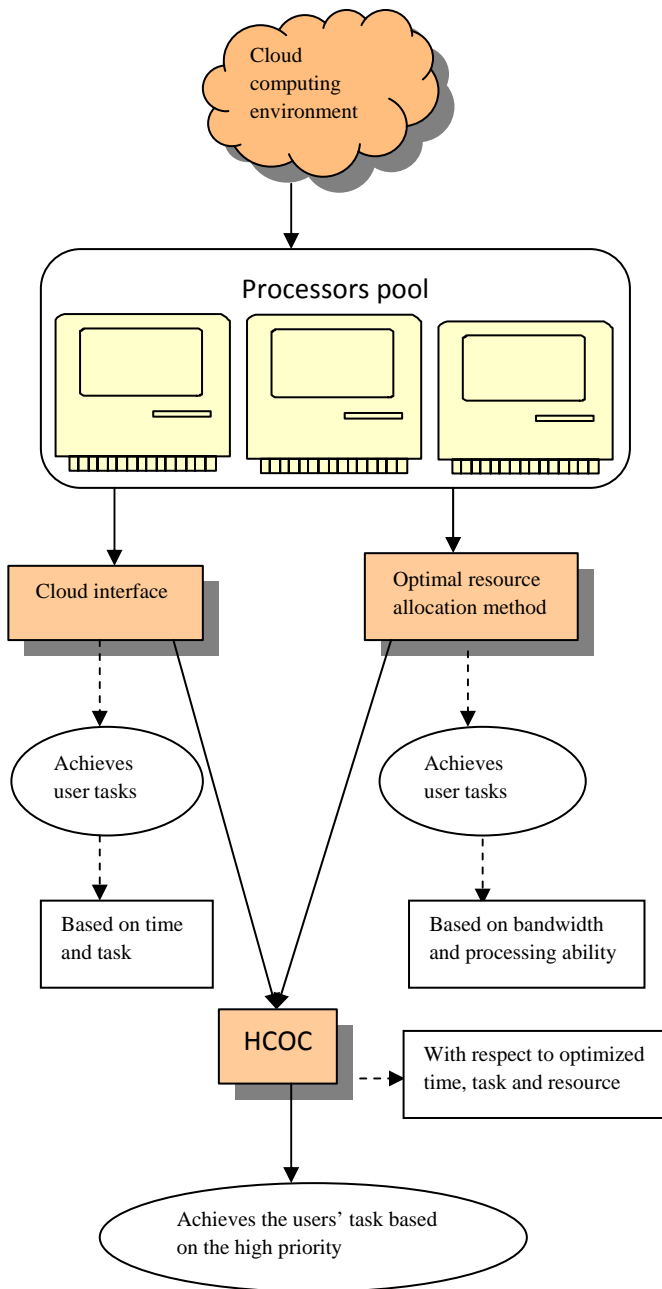 Cloud
computing
environment
Processors pool
Cloud interface
Optimal resource
allocation method
Achieves
user tasks
Achieves
user tasks
Based on time
and task
Based on bandwidth
and processing ability
HCOC
With respect to optimized
time, task and resource
Achieves the users’ task based
on the high priority